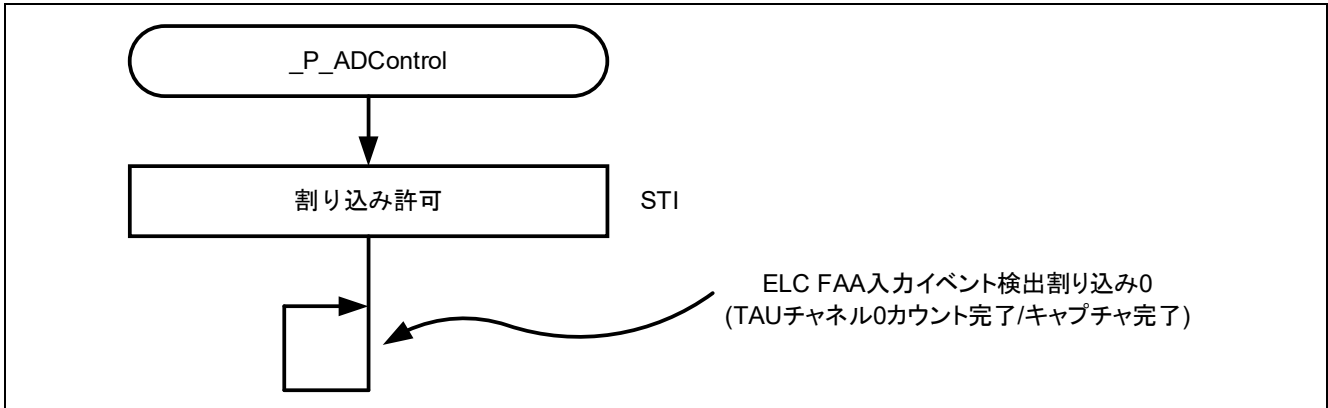 _P_ADControl
割り込み許可
STI
ELC FAA入力イベント検出割り込み0
(TAUチャネル0カウント完了/キャプチャ完了)